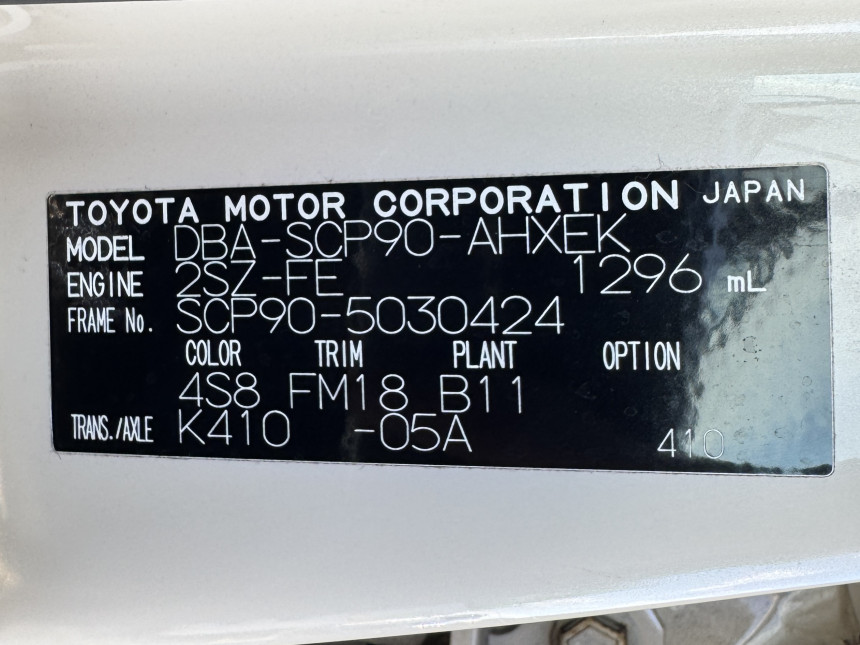 TOYOTA MOTOR CORPORATION JAPAN
MODEL DBA-SCP90-AHXEK
ENGINE 2SZ-FE 1296 mL
FRAME No. SCP90-5030424
COLOR TRIM PLANT OPTION
4S8 FM18 B11
TRANS./AXLE K410 -05A 410